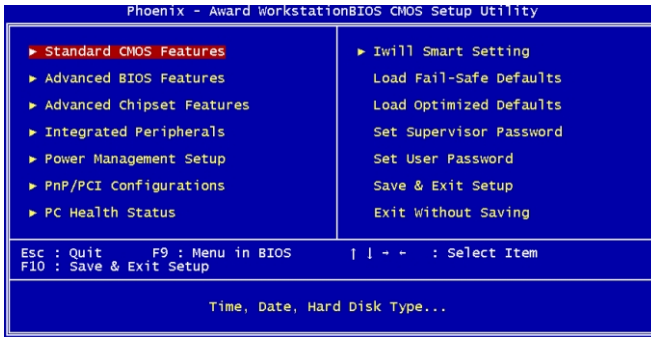 Phoenix - Award WorkstationBIOS CMOS Setup Utility
► Standard CMOS Features
► Advanced BIOS Features
► Advanced Chipset Features
► Integrated Peripherals
► Power Management Setup
► PnP/PCI Configurations
► PC Health Status
► Iwill Smart Setting
Load Fail-Safe Defaults
Load Optimized Defaults
Set Supervisor Password
Set User Password
Save & Exit Setup
Exit Without Saving
Esc : Quit F9 : Menu in BIOS ↑ ↓ → ← : Select Item
F10 : Save & Exit Setup
Time, Date, Hard Disk Type...